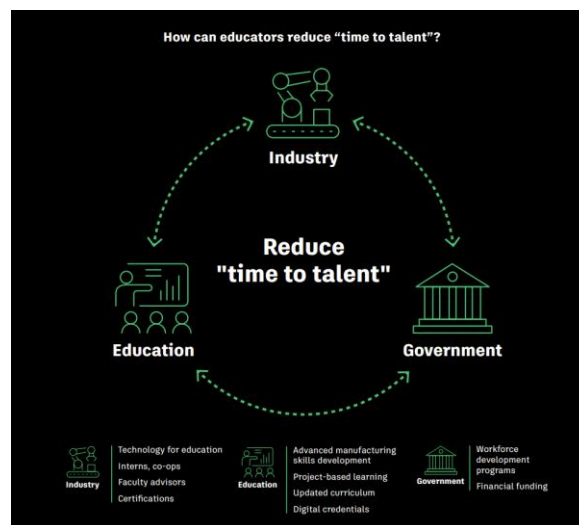 How can educators reduce “time to talent”?
Industry
Reduce
"time to talent"
Education
Government
Industry
Technology for education
Interns, co-ops
Faculty advisors
Certifications
Education
Advanced manufacturing
skills development
Project-based learning
Updated curriculum
Digital credentials
Government
Workforce
development
programs
Financial funding